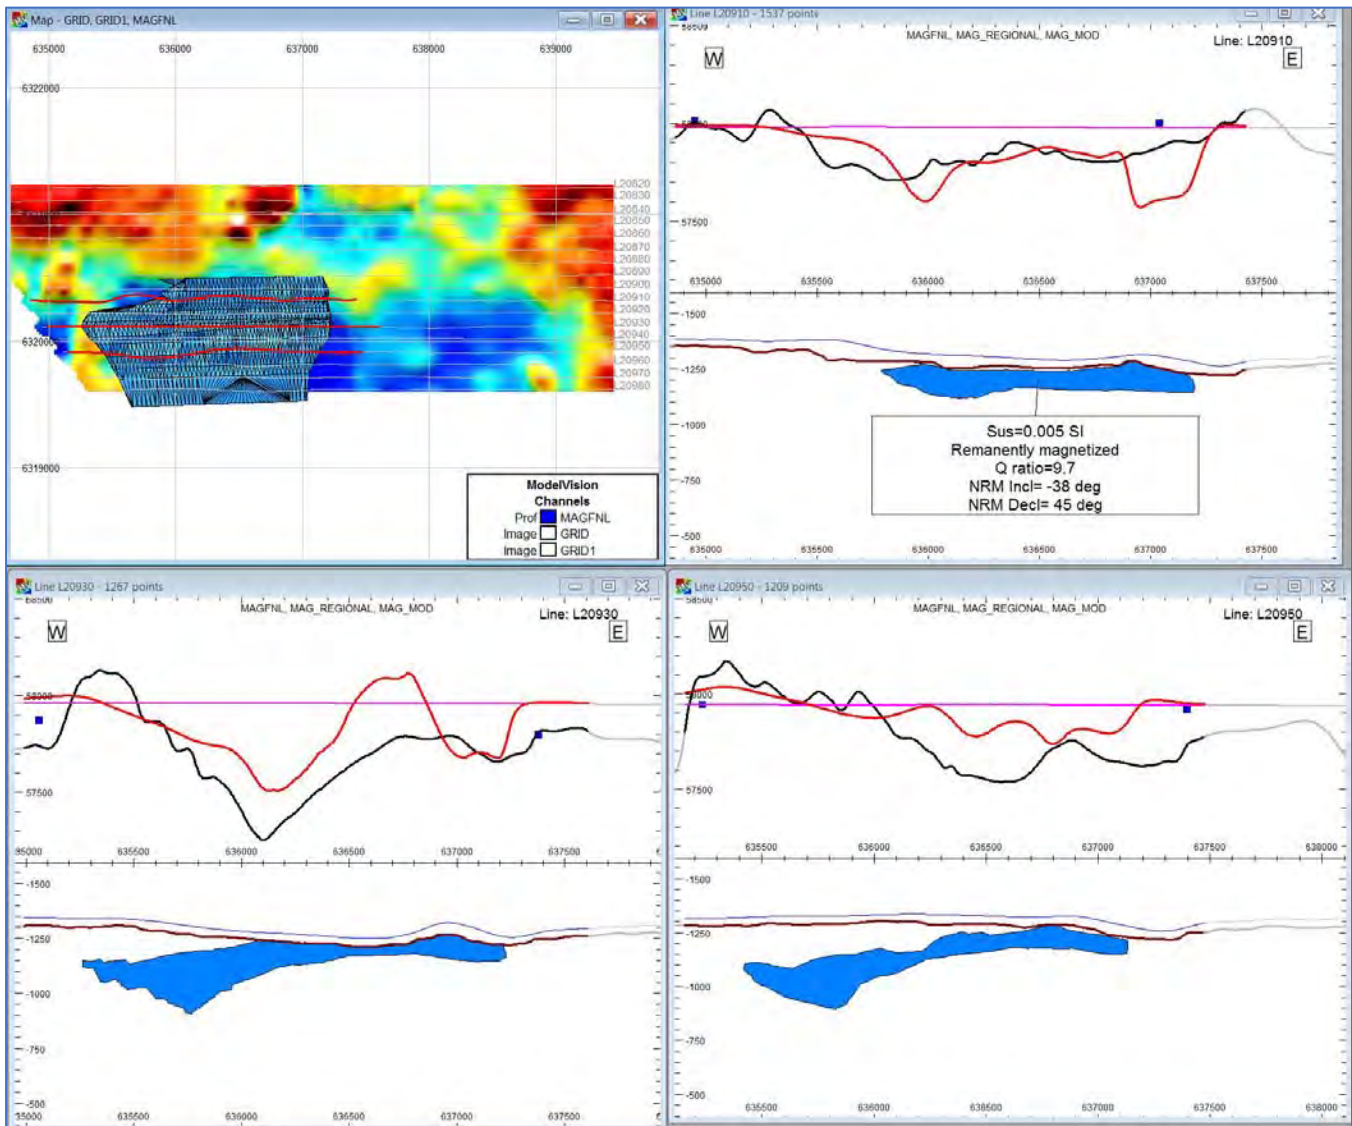 Map - GRID, GRID1, MAGFNL
635000 636000 637000 638000 639000
6322000
L20820
L20830
L20840
L20850
L20860
L20870
L20880
L20890
L20900
L20910
L20920
L20930
L20940
L20950
L20960
L20970
L20980
6320000
6319000
ModelVision
Channels
Prof MAGFNL
Image GRID
Image GRID1
Line L20910 - 1537 points
MAGFNL, MAG_REGIONAL, MAG_MOD
Line: L20910
W E
57500
635000 635500 636000 636500 637000 637500
-1500
-1250
-1000
-750
-500
Sus=0.005 SI
Remanently magnetized
Q ratio=9.7
NRM Incl= -38 deg
NRM Decl= 45 deg
635000 635500 636000 636500 637000 637500
Line L20930 - 1267 points
MAGFNL, MAG_REGIONAL, MAG_MOD
Line: L20930
W E
58000
57500
635500 636000 636500 637000 637500
-1500
-1250
-1000
-750
-500
635500 636000 636500 637000 637500
Line L20950 - 1209 points
58500
MAGFNL, MAG_REGIONAL, MAG_MOD
Line: L20950
W E
58000
57500
635500 636000 636500 637000 637500 638000
-1500
-1250
-1000
-750
-500
635500 636000 636500 637000 637500 638000